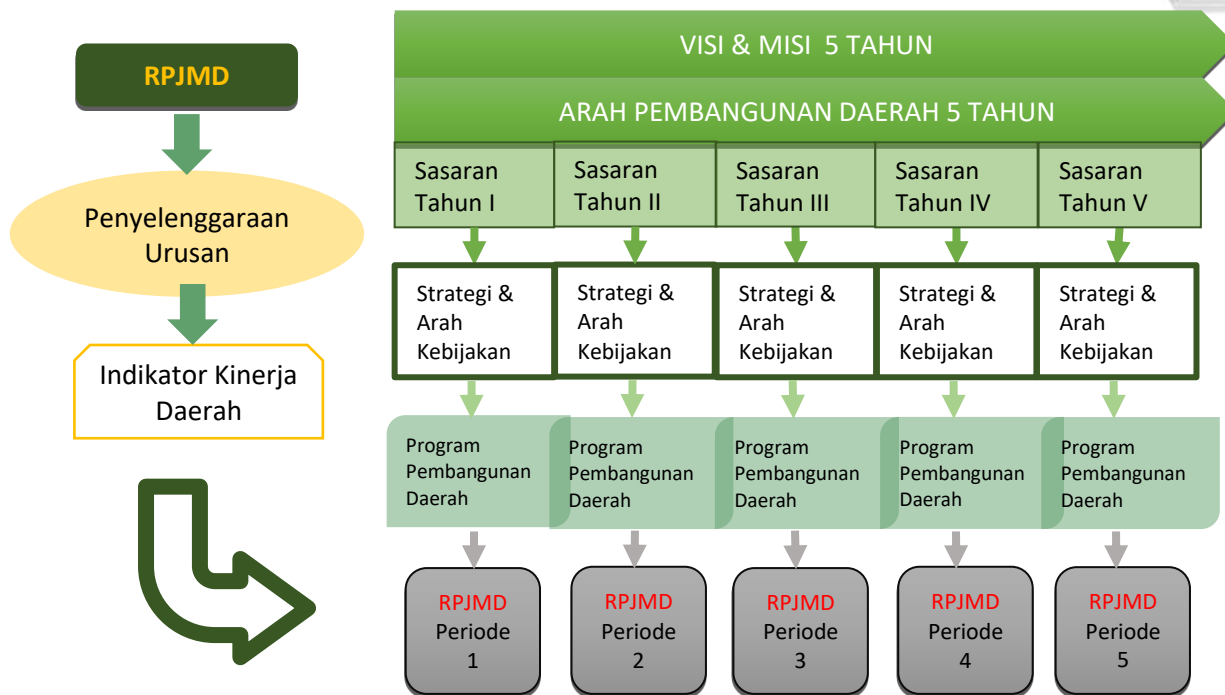 RPJMD
Penyelenggaraan
Urusan
Indikator Kinerja
Daerah
VISI & MISI 5 TAHUN
ARAH PEMBANGUNAN DAERAH 5 TAHUN
Sasaran
Tahun I
Sasaran
Tahun II
Sasaran
Tahun III
Sasaran
Tahun IV
Sasaran
Tahun V
Strategi &
Arah
Kebijakan
Strategi &
Arah
Kebijakan
Strategi &
Arah
Kebijakan
Strategi &
Arah
Kebijakan
Strategi &
Arah
Kebijakan
Program
Pembangunan
Daerah
Program
Pembangunan
Daerah
Program
Pembangunan
Daerah
Program
Pembangunan
Daerah
Program
Pembangunan
Daerah
RPJMD
Periode
1
RPJMD
Periode
2
RPJMD
Periode
3
RPJMD
Periode
4
RPJMD
Periode
5